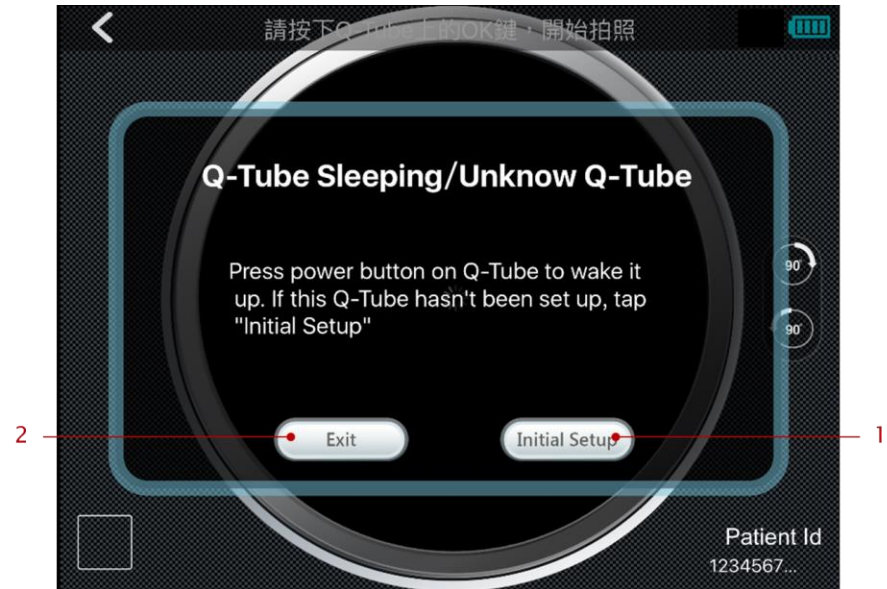 請按下Q-Tube上的OK鍵，開始拍照
Q-Tube Sleeping/Unknow Q-Tube
90°
Press power button on Q-Tube to wake it
up. If this Q-Tube hasn't been set up, tap
"Initial Setup"
90°
2
Exit
Initial Setup
1
Patient Id
1234567...